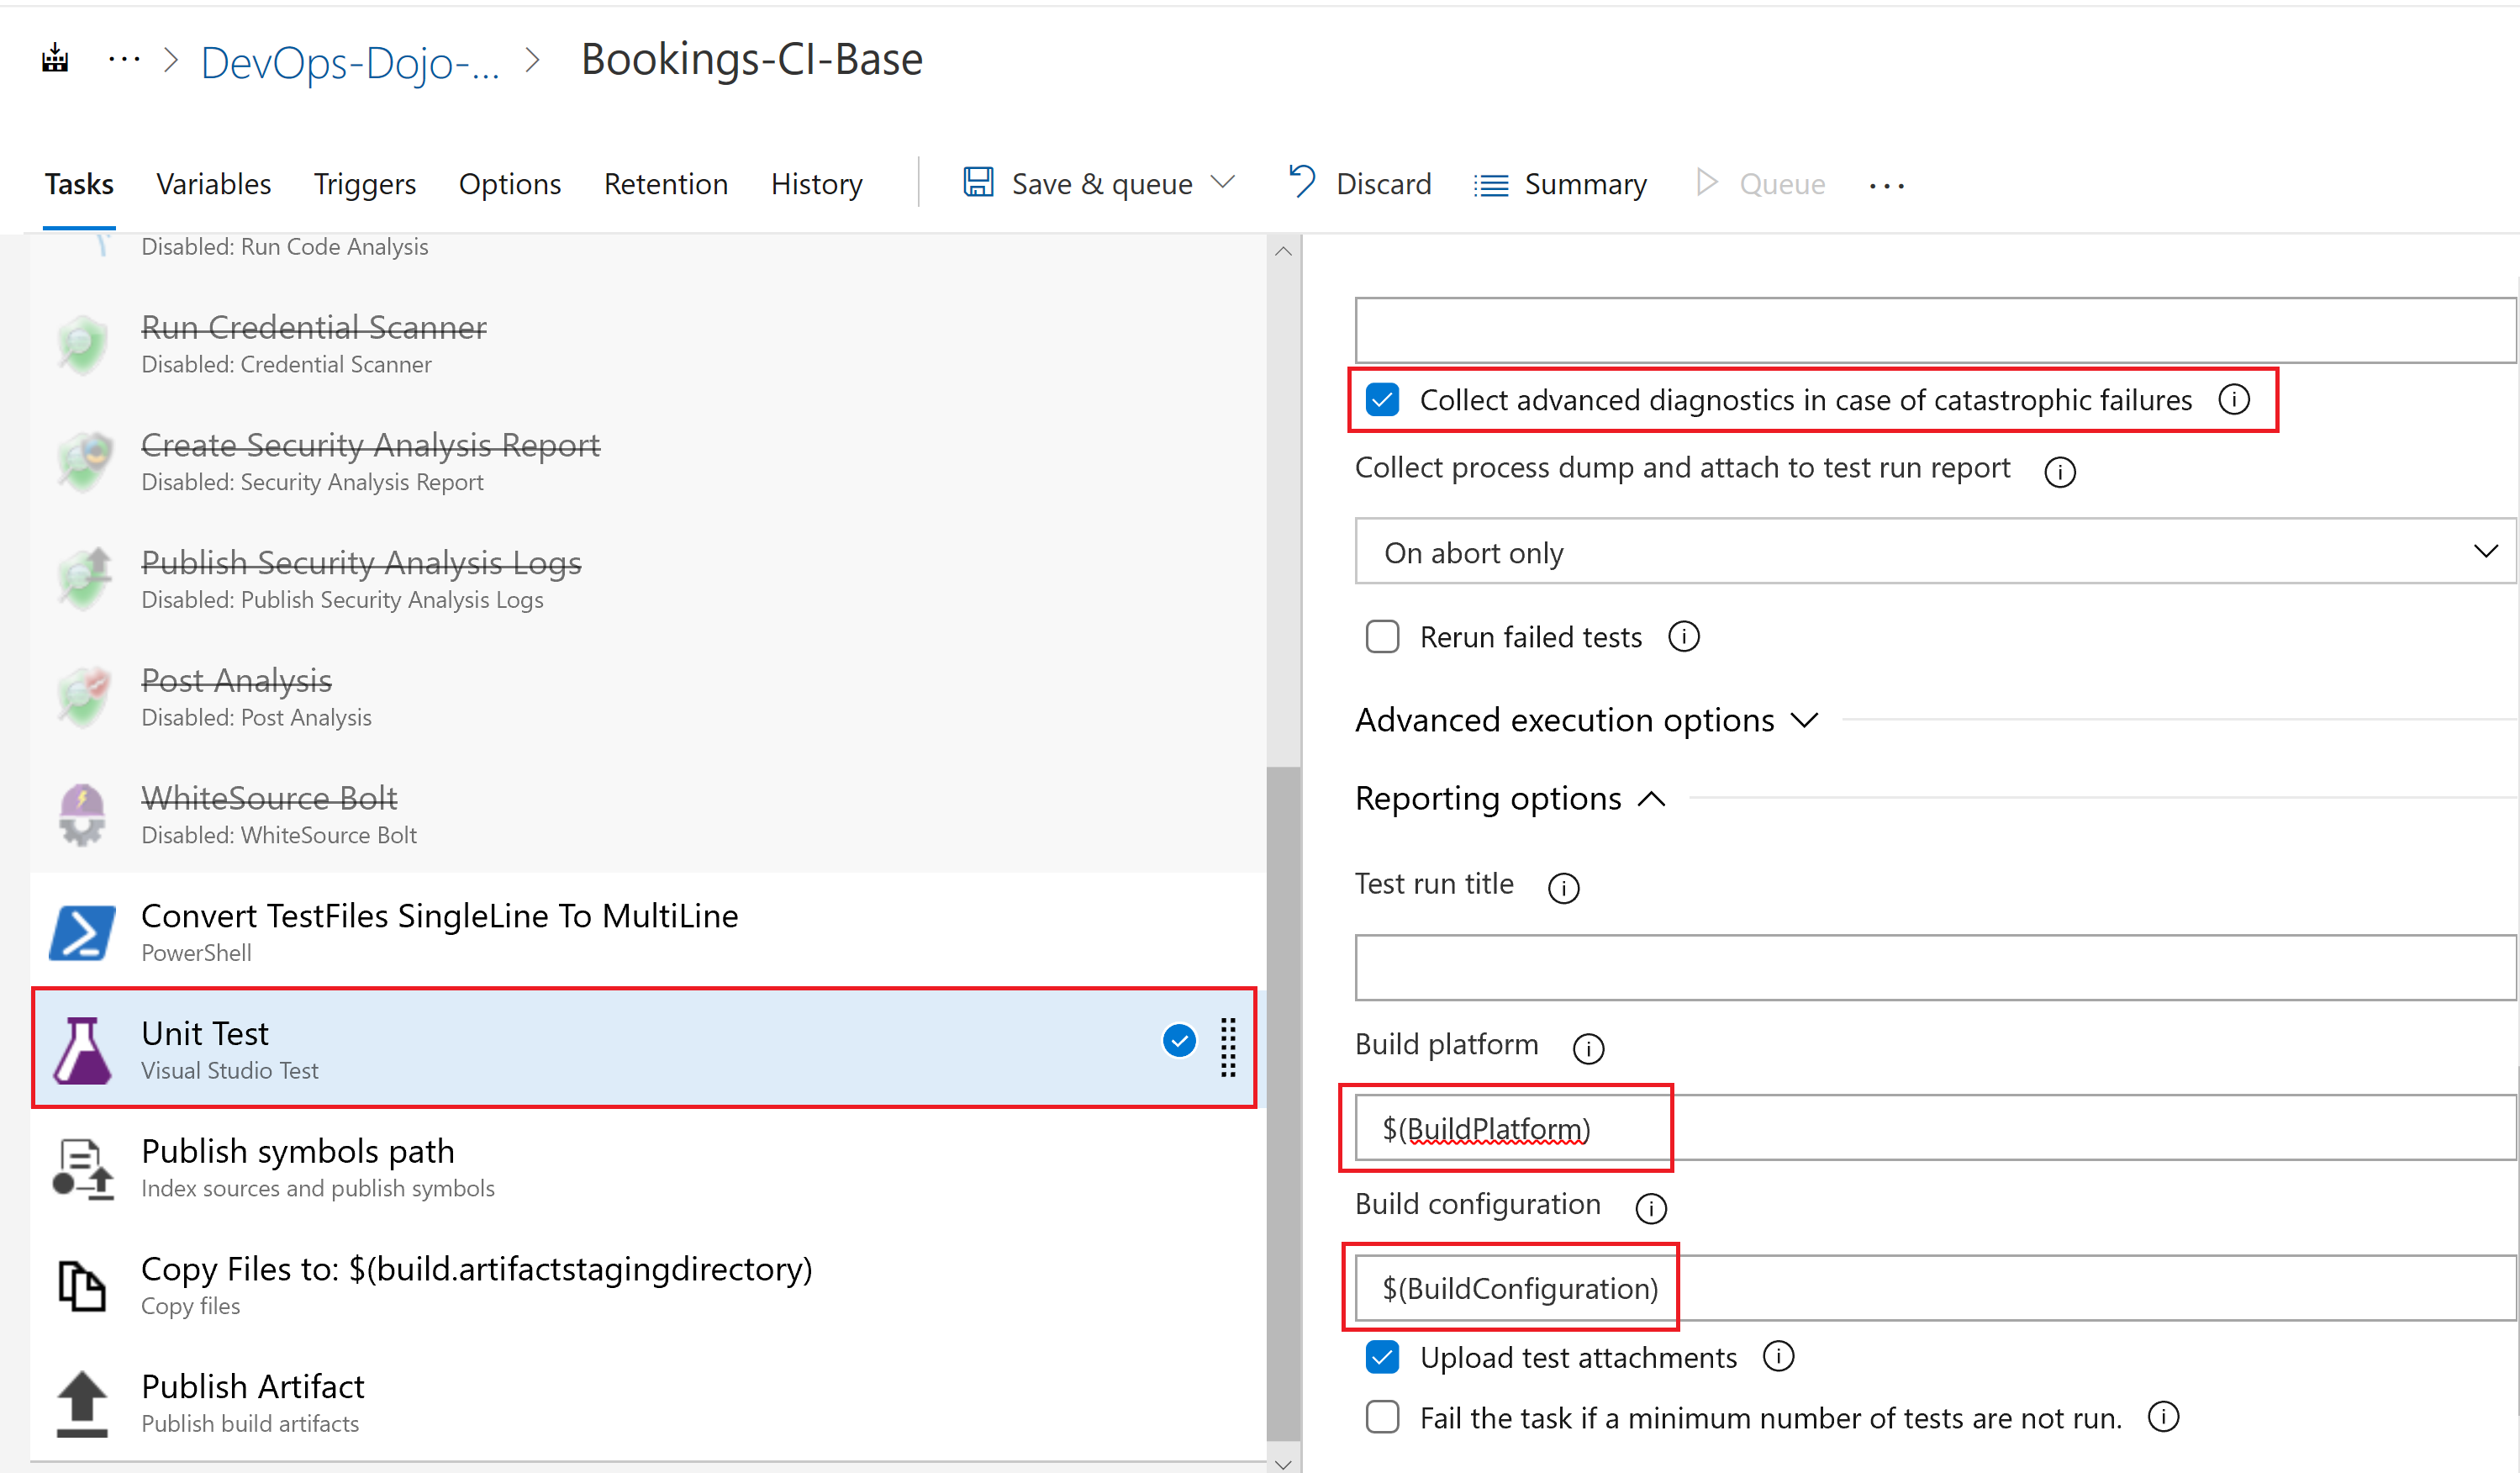 ··· > DevOps-Dojo-... > Bookings-CI-Base
Tasks Variables Triggers Options Retention History Save & queue Discard Summary Queue ···
Disabled: Run Code Analysis
Run Credential Scanner
Disabled: Credential Scanner
Create Security Analysis Report
Disabled: Security Analysis Report
Publish Security Analysis Logs
Disabled: Publish Security Analysis Logs
Post Analysis
Disabled: Post Analysis
WhiteSource Bolt
Disabled: WhiteSource Bolt
Convert TestFiles SingleLine To MultiLine
PowerShell
Unit Test
Visual Studio Test
Publish symbols path
Index sources and publish symbols
Copy Files to: $(build.artifactstagingdirectory)
Copy files
Publish Artifact
Publish build artifacts
Collect advanced diagnostics in case of catastrophic failures
Collect process dump and attach to test run report
On abort only
Rerun failed tests
Advanced execution options
Reporting options
Test run title
Build platform
$(BuildPlatform)
Build configuration
$(BuildConfiguration)
Upload test attachments
Fail the task if a minimum number of tests are not run.